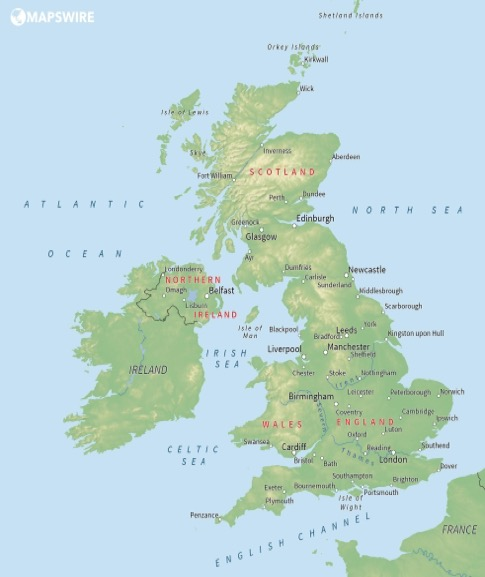 MAPSWIRE
Shetland Islands
Orkey Islands
Kirkwall
Wick
Isle of Lewis
Skye
Inverness
Aberdeen
SCOTLAND
Fort William
Perth
Dundee
ATLANTIC
NORTH SEA
Greenock
Edinburgh
Glasgow
OCEAN
Ayr
Londonderry
Dumfries
Newcastle
NORTHERN
Carlisle
Sunderland
Omagh
Belfast
Middlesbrough
Lisburn
IRELAND
Scarborough
Isle of
Man
York
Blackpool
Leeds
Bradford
Kingston upon Hull
IRISH
SEA
Liverpool
Manchester
Sheffield
IRELAND
Chester
Stoke
Nottingham
Trent
Leicester
Peterborough
Norwich
Birmingham
Severn
Coventry
Cambridge
WALES
ENGLAND
Ipswich
Oxford
Luton
Swansea
CELTIC
SEA
Cardiff
Reading
Southend
Thames
London
Bristol
Bath
Dover
Southampton
Brighton
Exeter
Bournemouth
Portsmouth
Plymouth
Isle of
Wight
Penzance
ENGLISH CHANNEL
FRANCE